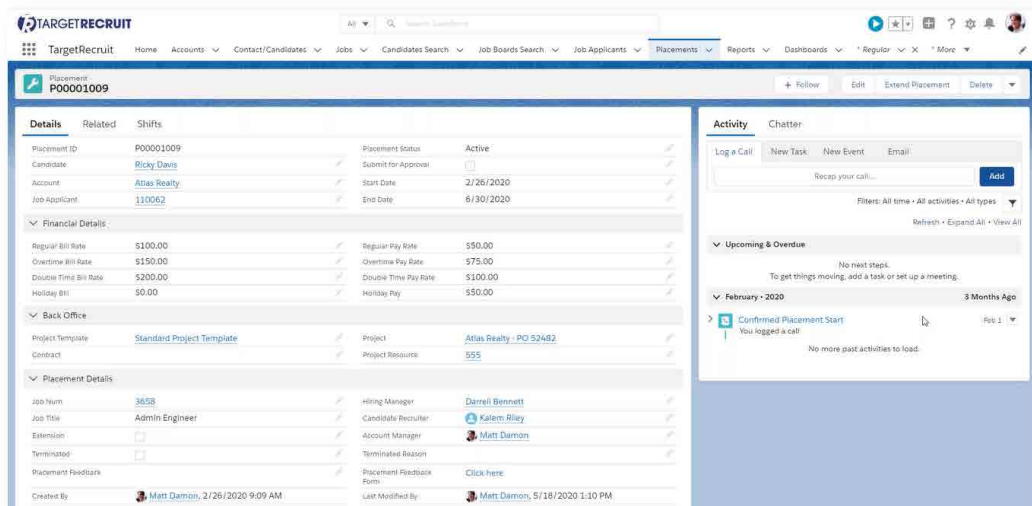 TARGETRECRUIT
All
Search Salesforce
TargetRecruit Home Accounts Contact/Candidates Jobs Candidates Search Job Boards Search Job Applicants Placements Reports Dashboards * Regular * More
Placement
P00001009
+ Follow Edit Extend Placement Delete
Details Related Shifts
Placement ID P00001009 Placement Status Active
Candidate Ricky Davis Submit for Approval
Account Atlas Realty Start Date 2/26/2020
Job Applicant 110062 End Date 6/30/2020
Financial Details
Regular Bill Rate $100.00 Regular Pay Rate $50.00
Overtime Bill Rate $150.00 Overtime Pay Rate $75.00
Double Time Bill Rate $200.00 Double Time Pay Rate $100.00
Holiday Bill $0.00 Holiday Pay $50.00
Back Office
Project Template Standard Project Template Project Atlas Realty - PO 52482
Contract Project Resource 555
Placement Details
Job Num 3658 Hiring Manager Darrell Bennett
Job Title Admin Engineer Candidate Recruiter Kalem Riley
Extension Account Manager Matt Damon
Terminated Terminated Reason
Placement Feedback Placement Feedback Form Click here
Created By Matt Damon, 2/26/2020 9:09 AM Last Modified By Matt Damon, 5/18/2020 1:10 PM
Activity Chatter
Log a Call New Task New Event Email
Recap your call... Add
Filters: All time • All activities • All types
Refresh • Expand All • View All
Upcoming & Overdue
No next steps.
To get things moving, add a task or set up a meeting.
February • 2020 3 Months Ago
Confirmed Placement Start Feb 1
You logged a call
No more past activities to load.